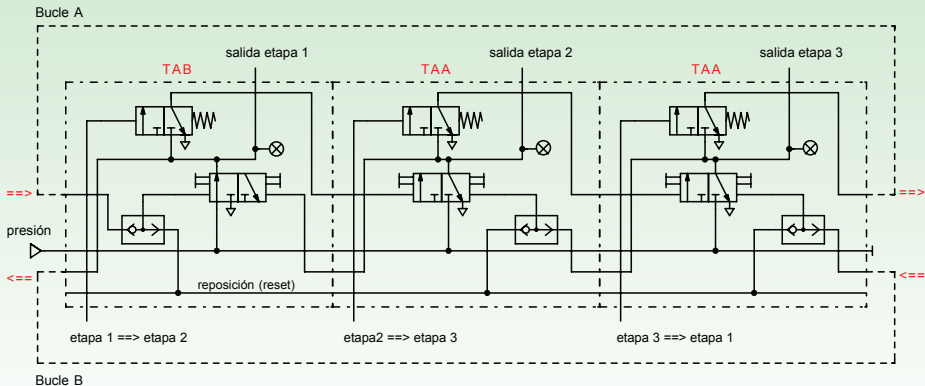 Bucle A
salida etapa 1
salida etapa 2
salida etapa 3
TAB
TAA
TAA
==>
==>
presión
<==
<==
reposición (reset)
etapa 1 ==> etapa 2
etapa2 ==> etapa 3
etapa 3 ==> etapa 1
Bucle B